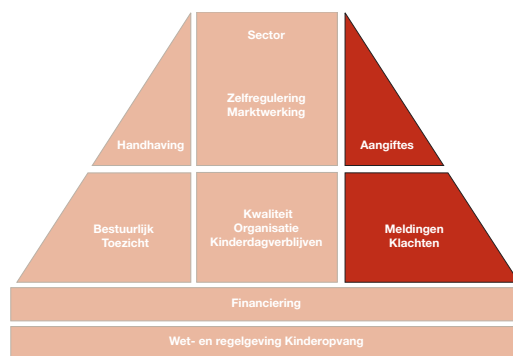 Sector
Zelfregulering
Marktwerking
Handhaving
Aangiftes
Bestuurlijk
Toezicht
Kwaliteit
Organisatie
Kinderdagverblijven
Meldingen
Klachten
Financiering
Wet- en regelgeving Kinderopvang